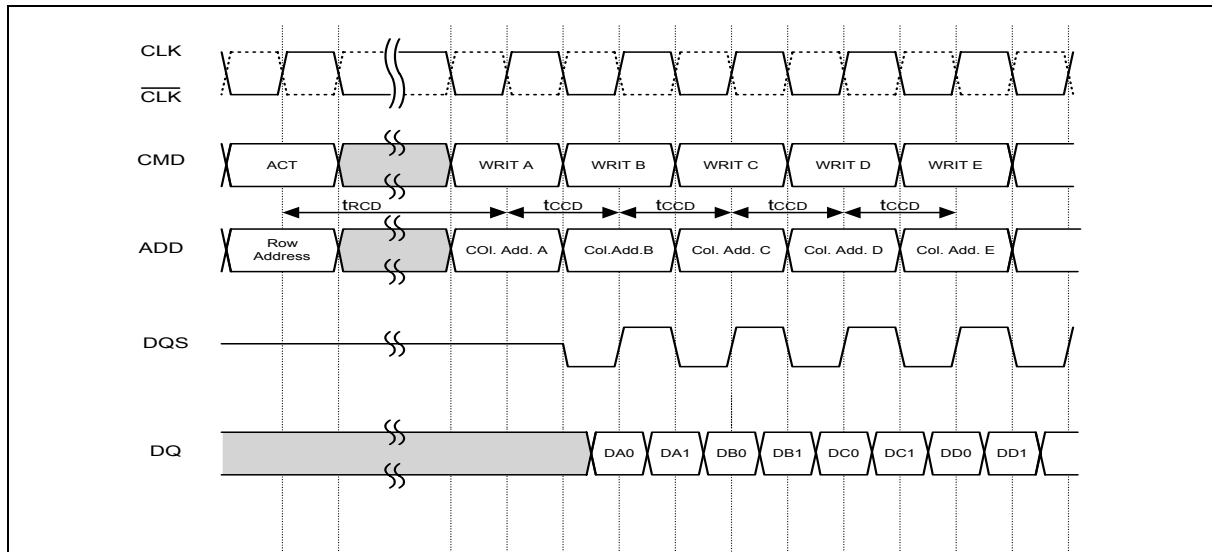 CLK
CLK
CMD
ACT
WRIT A
WRIT B
WRIT C
WRIT D
WRIT E
tRCD
tCCD
tCCD
tCCD
tCCD
ADD
Row
Address
COl. Add. A
Col.Add.B
Col. Add. C
Col. Add. D
Col. Add. E
DQS
DQ
DA0
DA1
DB0
DB1
DC0
DC1
DD0
DD1